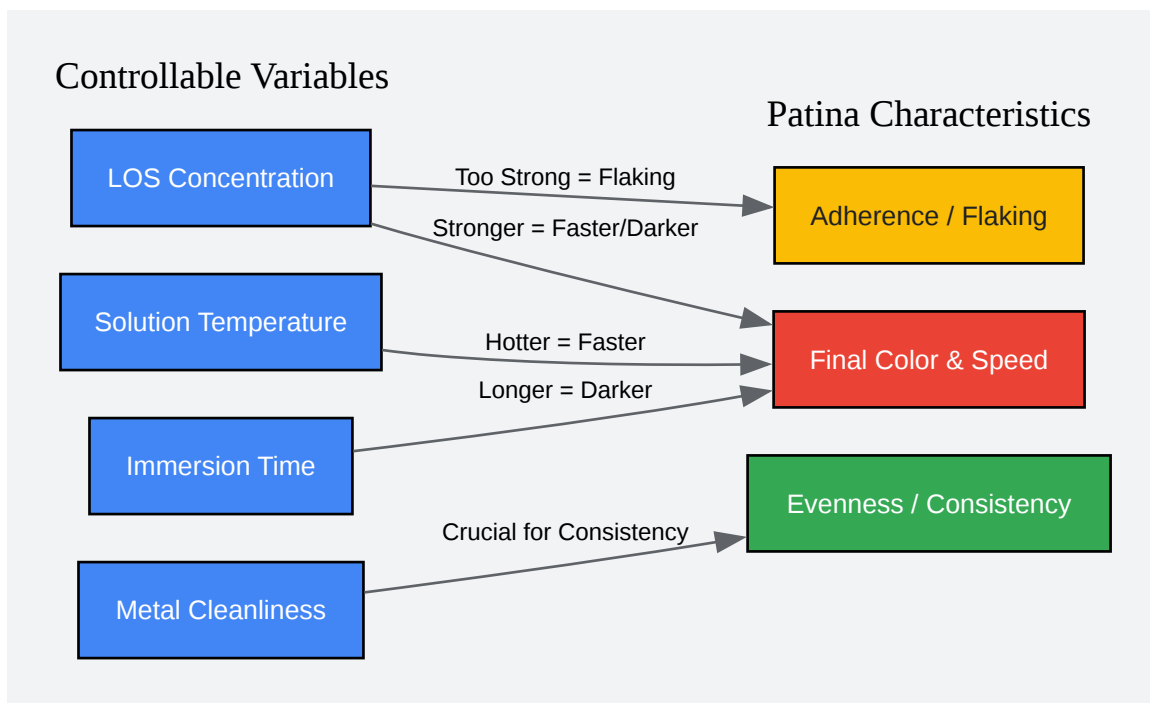 Controllable Variables
Patina Characteristics
LOS Concentration
Too Strong = Flaking
Adherence / Flaking
Stronger = Faster/Darker
Solution Temperature
Hotter = Faster
Final Color & Speed
Longer = Darker
Immersion Time
Evenness / Consistency
Crucial for Consistency
Metal Cleanliness